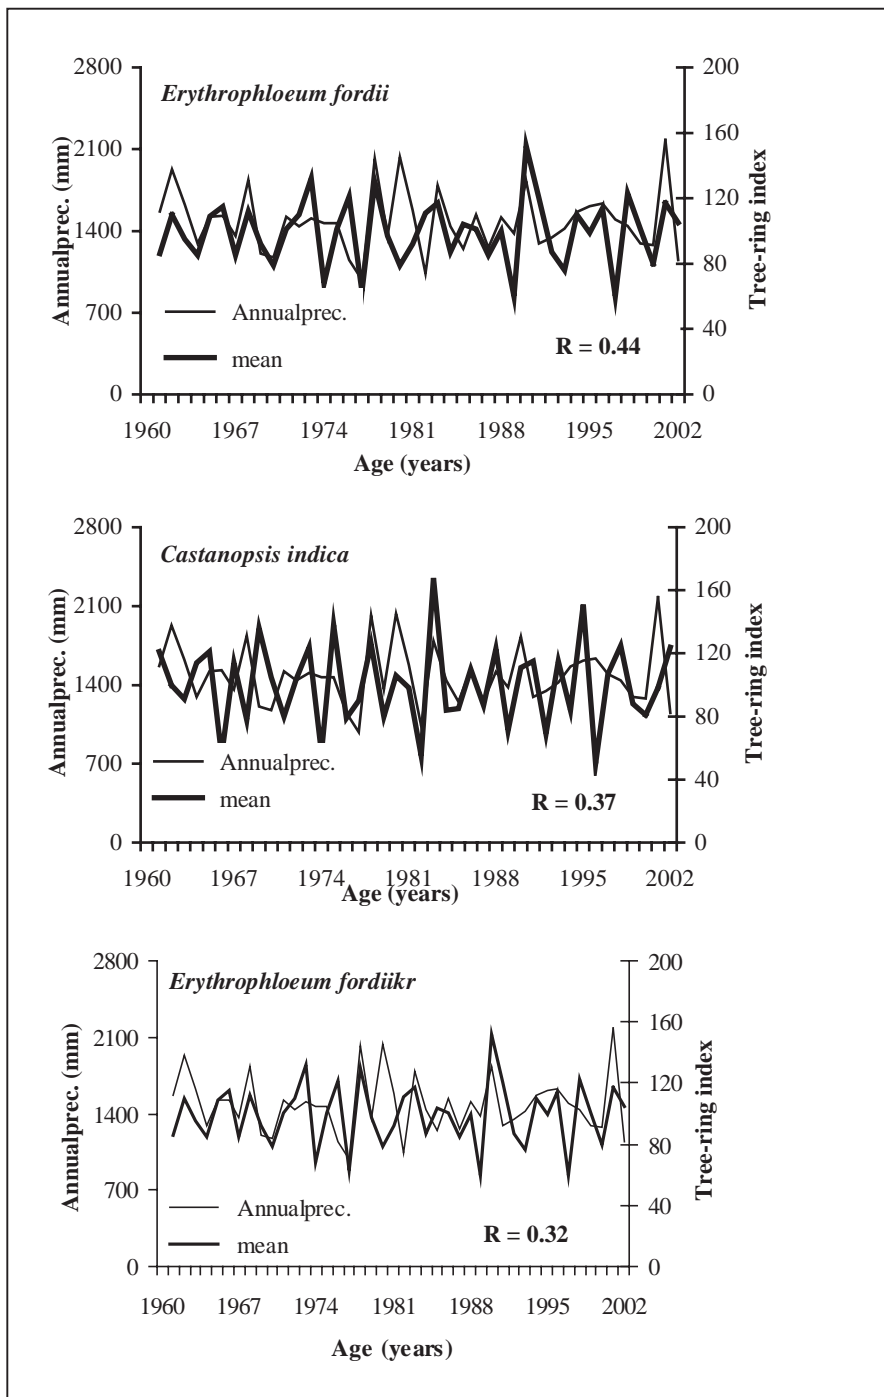 2800
2100
1400
700
0
200
160
120
80
40
0
Erythrophloeum fordii
Annualprec. (mm)
Tree-ring index
Annualprec.
mean
R = 0.44
1960 1967 1974 1981 1988 1995 2002
Age (years)
2800
2100
1400
700
0
200
160
120
80
40
0
Castanopsis indica
Annualprec. (mm)
Tree-ring index
Annualprec.
mean
R = 0.37
1960 1967 1974 1981 1988 1995 2002
Age (years)
2800
2100
1400
700
0
200
160
120
80
40
0
Erythrophloeum fordiikr
Annualprec. (mm)
Tree-ring index
Annualprec.
mean
R = 0.32
1960 1967 1974 1981 1988 1995 2002
Age (years)